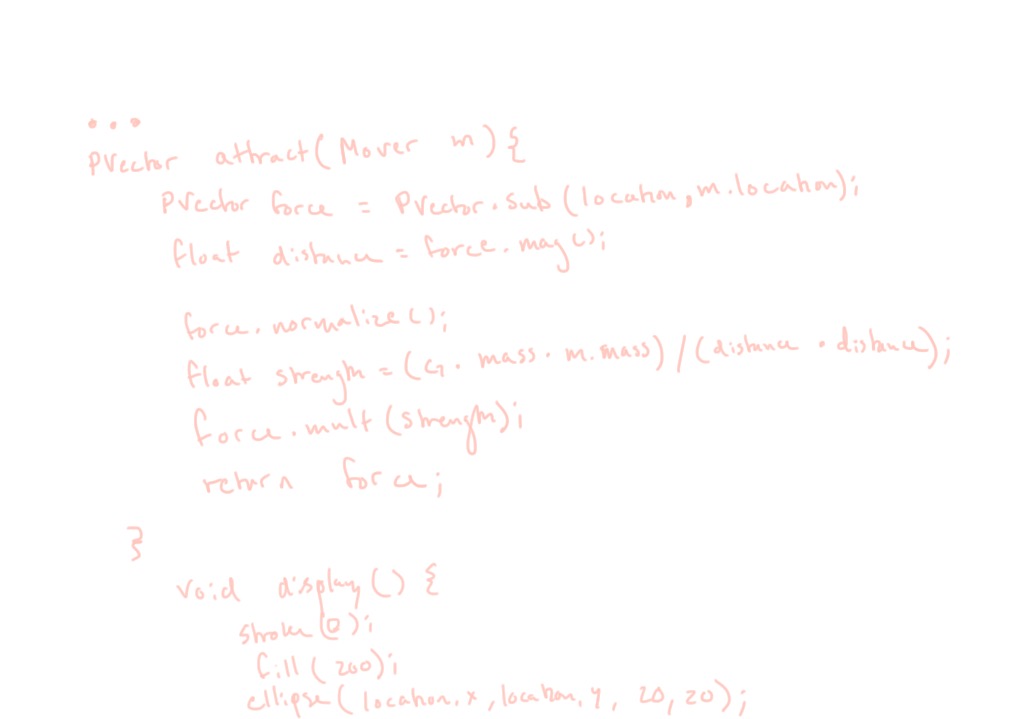 ...
PVector attract(Mover m){
PVector force = PVector.sub(location,m.location);
float distance = force.mag();
force.normalize();
float strength = (G. mass. m.mass)/(distance . distance);
force.mult(strength);
return force;
}
void display() {
stroke(0);
fill(200);
ellipse(location.x,location.y, 20,20);